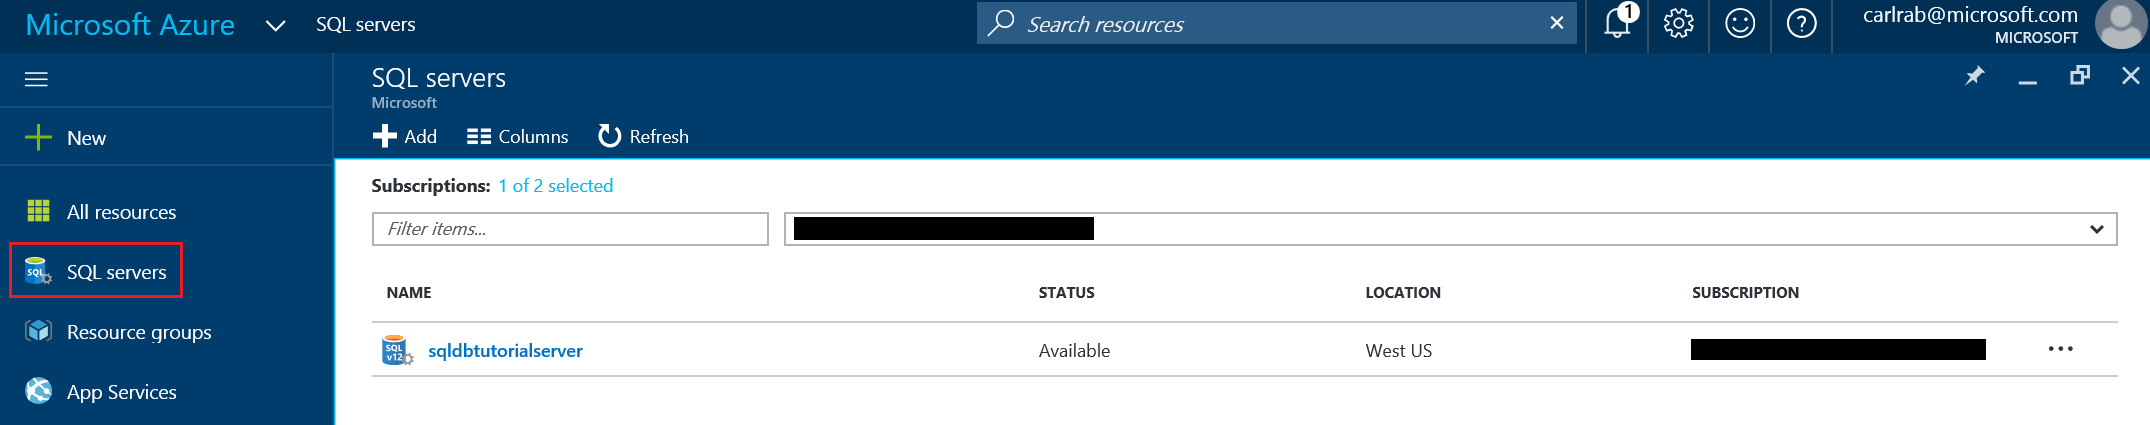 Microsoft Azure SQL servers Search resources 1 carlrab@microsoft.com
MICROSOFT
SQL servers
Microsoft
Add Columns Refresh
New
Subscriptions: 1 of 2 selected
All resources
Filter items...
SQL servers
NAME STATUS LOCATION SUBSCRIPTION
Resource groups
SQL v12 sqldbtutorialserver Available West US
App Services